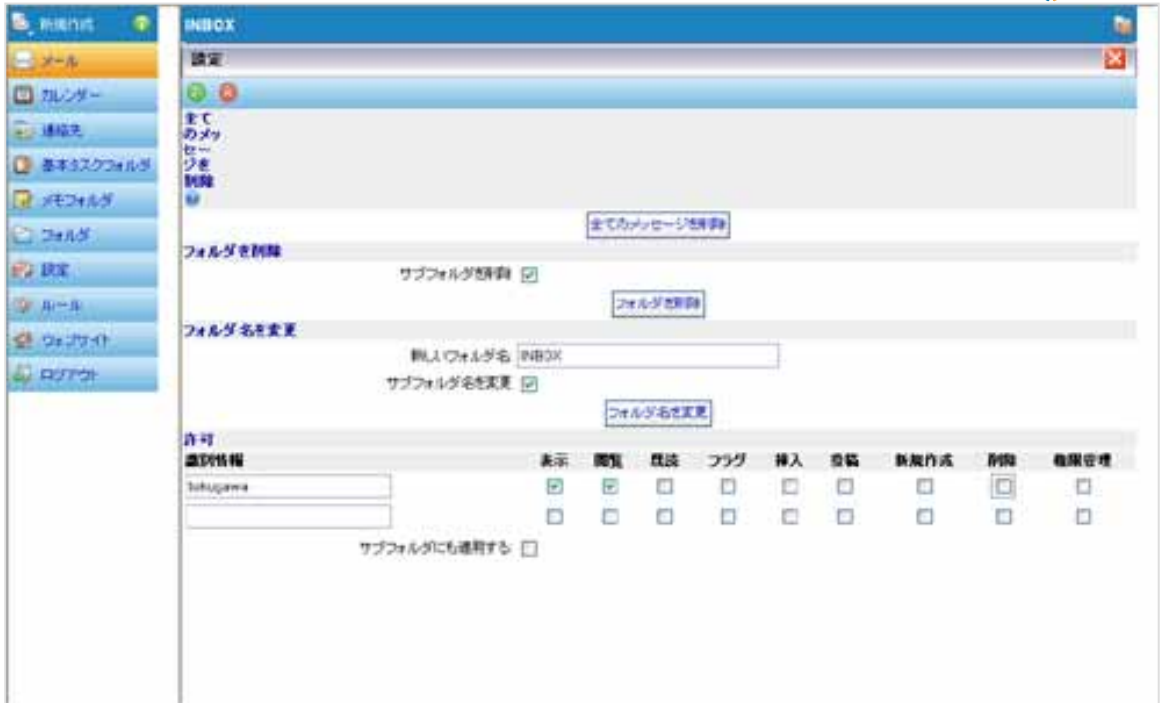 新規作成
メール
カレンダー
連絡先
基本タスクフォルダ
メモフォルダ
フォルダ
設定
ルール
ウェブサイト
ログアウト
INBOX
設定
全て
のメッ
セー
ジを
削除
全てのメッセージを削除
フォルダを削除
サブフォルダを削除
フォルダを削除
フォルダ名を変更
新しいフォルダ名 INBOX
サブフォルダ名を変更
フォルダ名を変更
許可
識別情報 表示 閲覧 既読 フラグ 挿入 投稿 新規作成 削除 権限管理
tokugawa
サブフォルダにも適用する